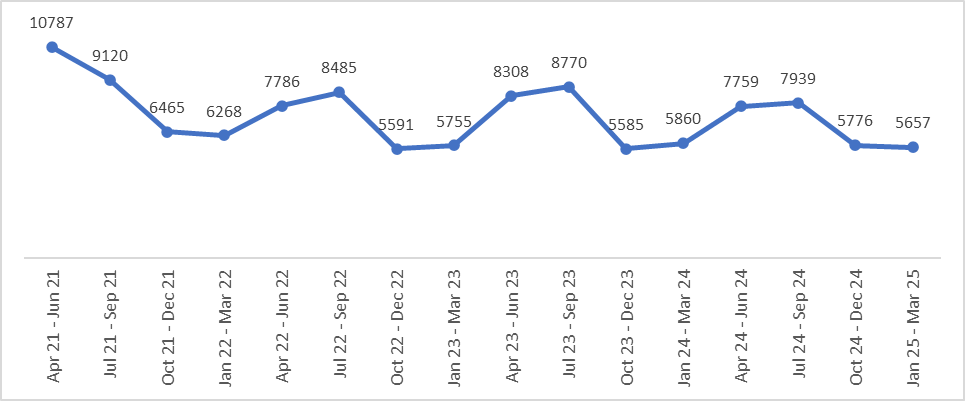 10787
9120
6465
6268
7786
8485
5591
5755
8308
8770
5585
5860
7759
7939
5776
5657
Apr 21 - Jun 21
Jul 21 - Sep 21
Oct 21 - Dec 21
Jan 22 - Mar 22
Apr 22 - Jun 22
Jul 22 - Sep 22
Oct 22 - Dec 22
Jan 23 - Mar 23
Apr 23 - Jun 23
Jul 23 - Sep 23
Oct 23 - Dec 23
Jan 24 - Mar 24
Apr 24 - Jun 24
Jul 24 - Sep 24
Oct 24 - Dec 24
Jan 25 - Mar 25